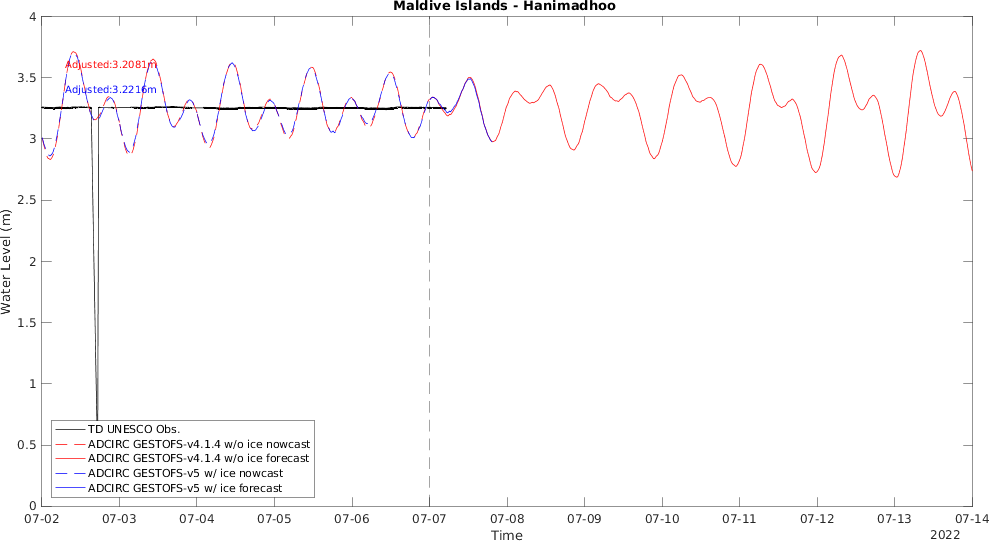 Maldive Islands - Hanimadhoo
4
3.5
3
2.5
2
1.5
1
0.5
0
Water Level (m)
Adjusted:3.2081m
Adjusted:3.2216m
TD UNESCO Obs.
ADCIRC GESTOFS-v4.1.4 w/o ice nowcast
ADCIRC GESTOFS-v4.1.4 w/o ice forecast
ADCIRC GESTOFS-v5 w/ ice nowcast
ADCIRC GESTOFS-v5 w/ ice forecast
07-02 07-03 07-04 07-05 07-06 07-07 07-08 07-09 07-10 07-11 07-12 07-13 07-14
Time
2022